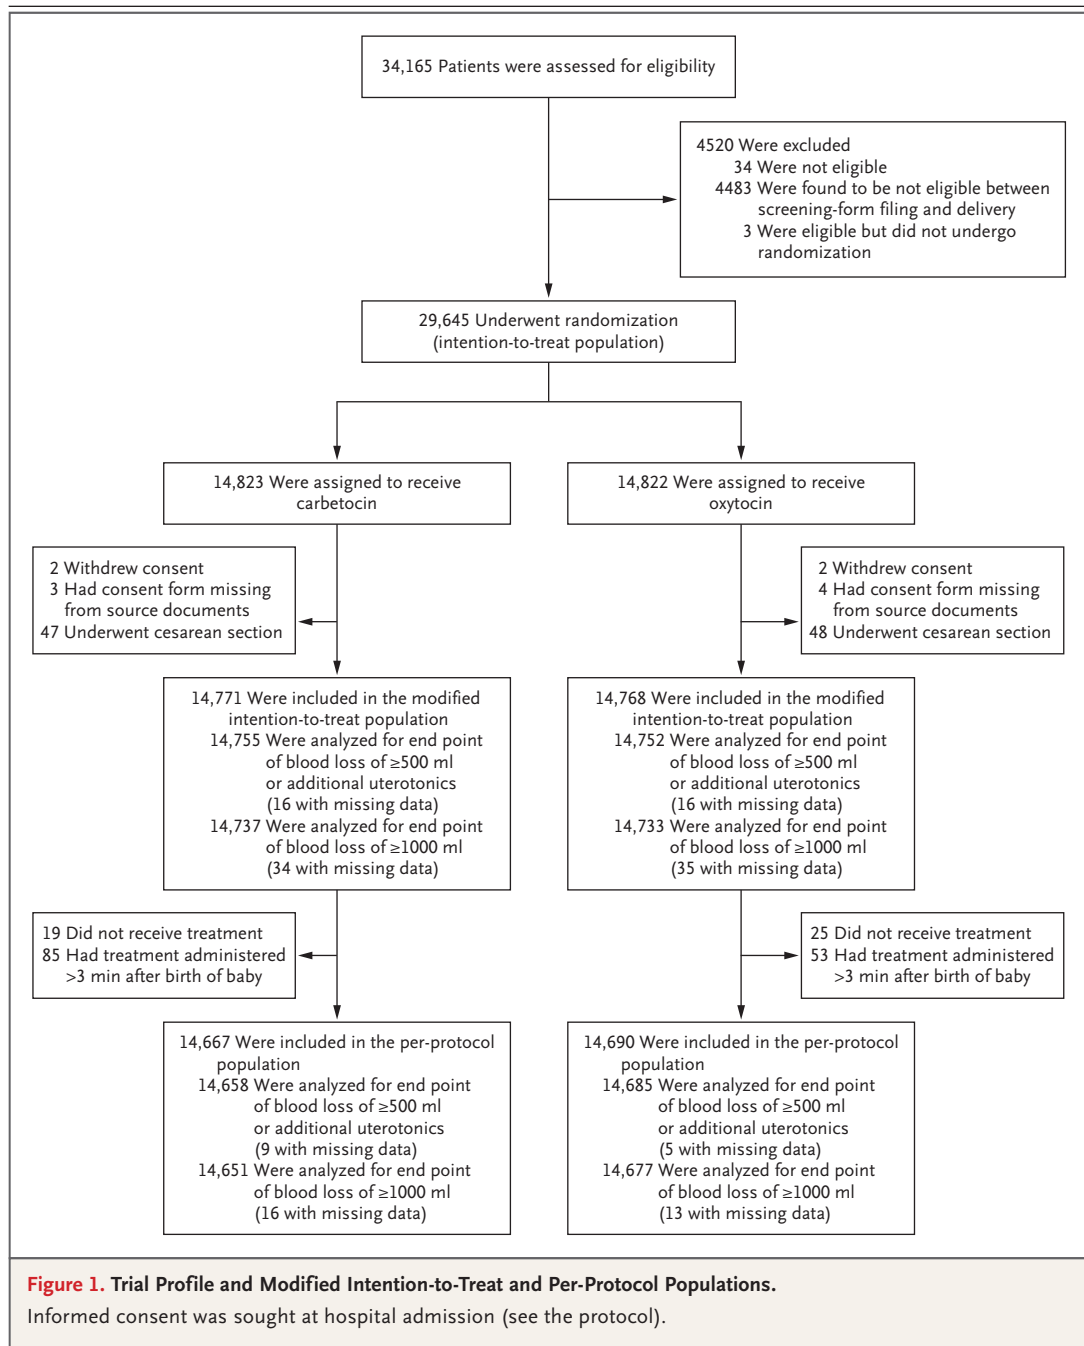 34,165 Patients were assessed for eligibility
4520 Were excluded
34 Were not eligible
4483 Were found to be not eligible between
screening-form filing and delivery
3 Were eligible but did not undergo
randomization
29,645 Underwent randomization
(intention-to-treat population)
14,823 Were assigned to receive
carbetocin
14,822 Were assigned to receive
oxytocin
2 Withdrew consent
3 Had consent form missing
from source documents
47 Underwent cesarean section
2 Withdrew consent
4 Had consent form missing
from source documents
48 Underwent cesarean section
14,771 Were included in the modified
intention-to-treat population
14,755 Were analyzed for end point
of blood loss of ≥500 ml
or additional uterotonics
(16 with missing data)
14,737 Were analyzed for end point
of blood loss of ≥1000 ml
(34 with missing data)
14,768 Were included in the modified
intention-to-treat population
14,752 Were analyzed for end point
of blood loss of ≥500 ml
or additional uterotonics
(16 with missing data)
14,733 Were analyzed for end point
of blood loss of ≥1000 ml
(35 with missing data)
19 Did not receive treatment
85 Had treatment administered
>3 min after birth of baby
25 Did not receive treatment
53 Had treatment administered
>3 min after birth of baby
14,667 Were included in the per-protocol
population
14,658 Were analyzed for end point
of blood loss of ≥500 ml
or additional uterotonics
(9 with missing data)
14,651 Were analyzed for end point
of blood loss of ≥1000 ml
(16 with missing data)
14,690 Were included in the per-protocol
population
14,685 Were analyzed for end point
of blood loss of ≥500 ml
or additional uterotonics
(5 with missing data)
14,677 Were analyzed for end point
of blood loss of ≥1000 ml
(13 with missing data)
Figure 1. Trial Profile and Modified Intention-to-Treat and Per-Protocol Populations.
Informed consent was sought at hospital admission (see the protocol).